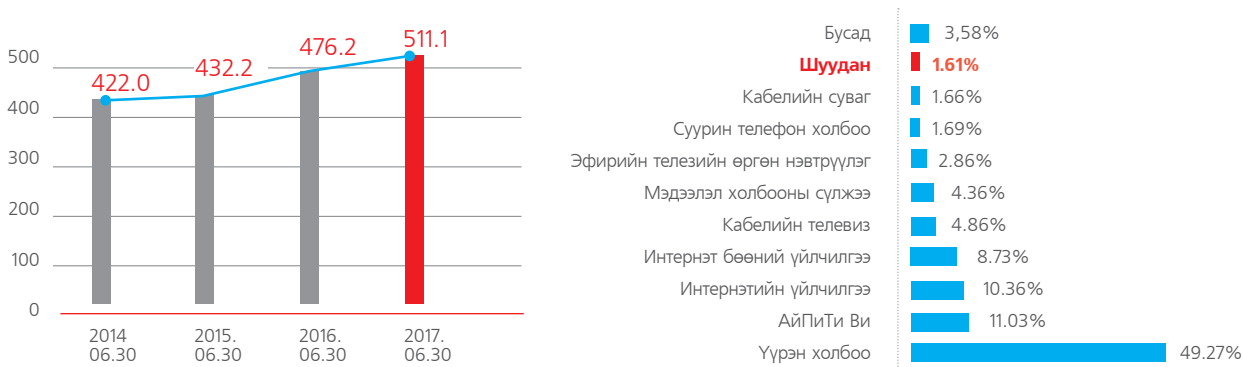 500
400
300
200
100
0
422.0
432.2
476.2
511.1
2014
06.30
2015.
06.30
2016.
06.30
2017.
06.30
Бусад 3,58%
Шуудан 1.61%
Кабелийн суваг 1.66%
Суурин телефон холбоо 1.69%
Эфирийн телезийн өргөн нэвтрүүлэг 2.86%
Мэдээлэл холбооны сүлжээ 4.36%
Кабелийн телевиз 4.86%
Интернэт бөөний үйлчилгээ 8.73%
Интернэтийн үйлчилгээ 10.36%
АйПиТи Ви 11.03%
Үүрэн холбоо 49.27%